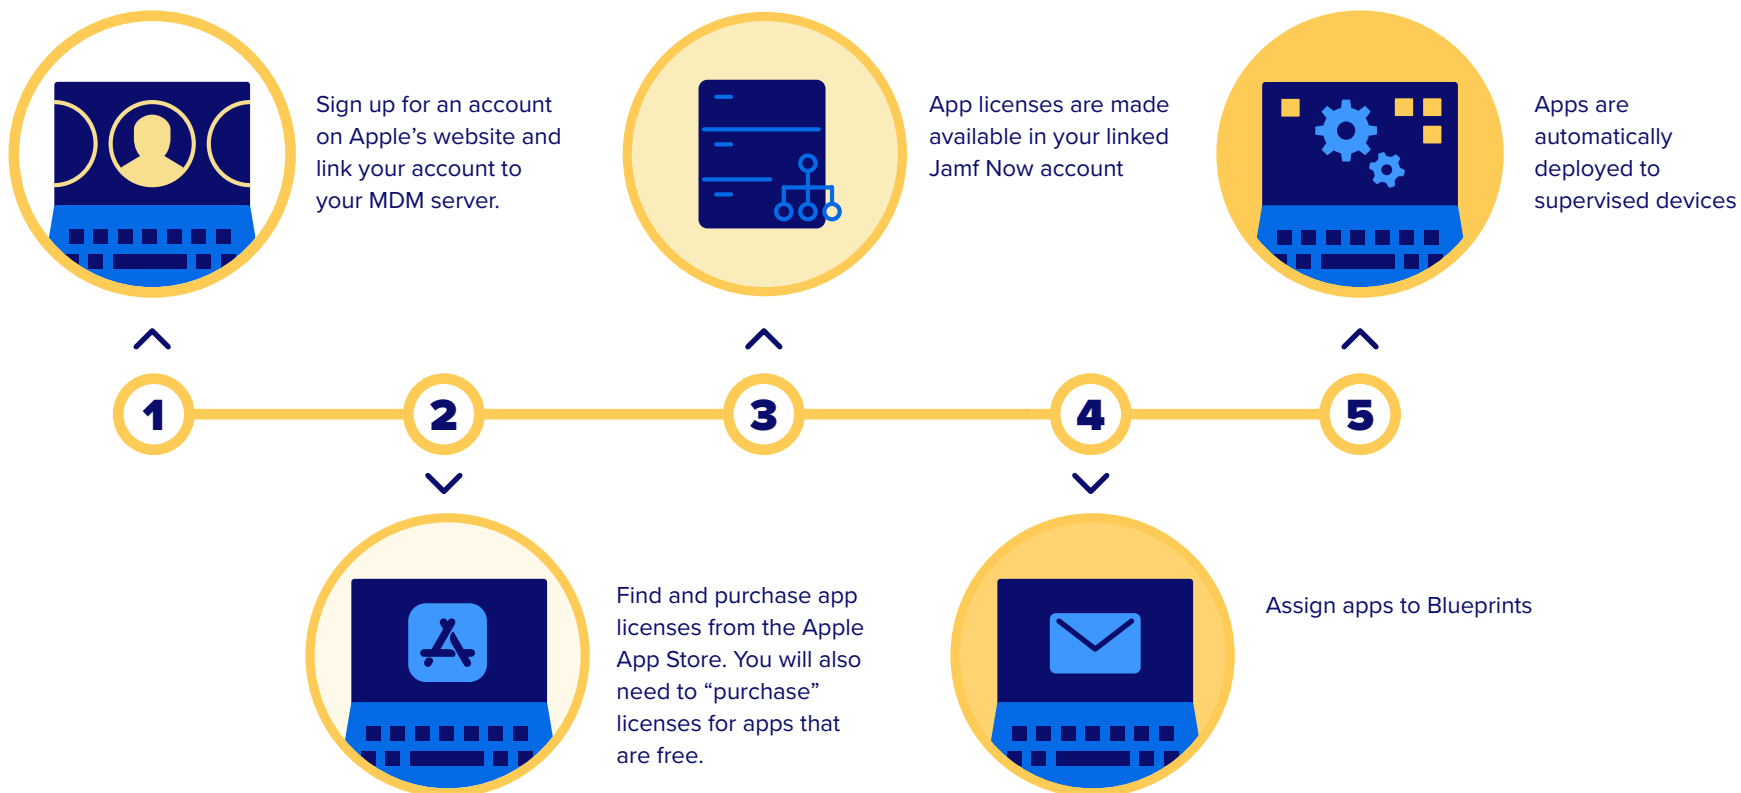 Sign up for an account
on Apple’s website and
link your account to
your MDM server.
App licenses are made
available in your linked
Jamf Now account
Apps are
automatically
deployed to
supervised devices
1
2
3
4
5
Find and purchase app
licenses from the Apple
App Store. You will also
need to “purchase”
licenses for apps that
are free.
Assign apps to Blueprints